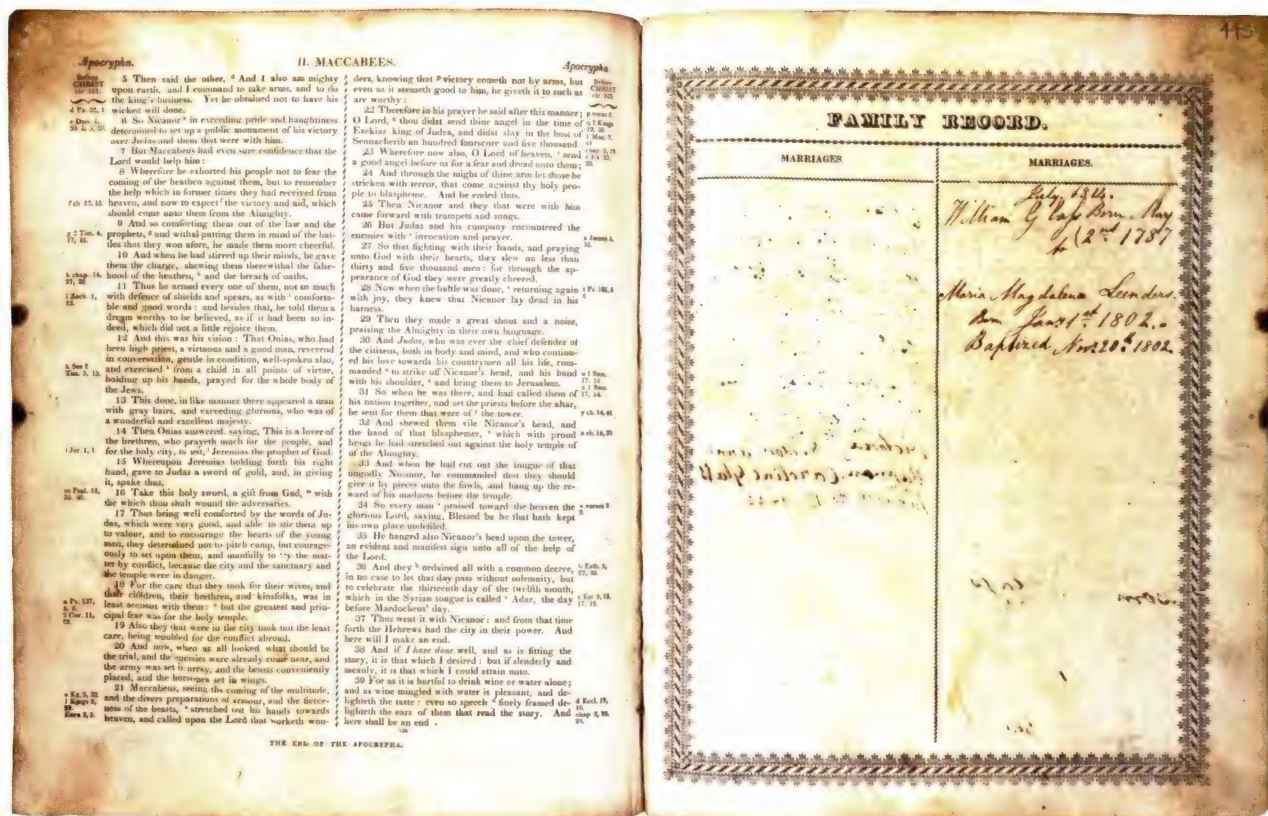 Apocrypha.
II. MACCABEES.
Apocrypha
Before
CHRIST
cir. 161.
5 Then said the other, And I also am mighty
upon earth, and I command to take arms, and to do
the king's business. Yet he obtained not to have his
wicked will done.
6 So Nicanor in exceeding pride and haughtiness
determined to set up a public monument of his victory
over Judas and them that were with him.
7 But Maccabeus had even sure confidence that the
Lord would help him:
8 Wherefore he exhorted his people not to fear the
coming of the heathen against them, but to remember
the help which in former times they had received from
heaven, and now to expect the victory and aid, which
should come unto them from the Almighty.
9 And so comforting them out of the law and the
prophets, and withal putting them in mind of the bat-
tles that they won afore, he made them more cheerful.
10 And when he had stirred up their minds, he gave
them the charge, shewing them therewithal the false-
hood of the heathen, and the breach of oaths.
11 Thus he armed every one of them, not so much
with defence of shields and spears, as with comforta-
ble and good words: and besides that, he told them a
dream worthy to be believed, as if it had been so in-
deed, which did not a little rejoice them.
12 And this was his vision: That Onias, who had
been high priest, a virtuous and a good man, reverend
in conversation, gentle in condition, well-spoken also,
and exercised from a child in all points of virtue,
holding up his hands, prayed for the whole body of
the Jews.
13 This done, in like manner there appeared a man
with gray hairs, and exceeding glorious, who was of
a wonderful and excellent majesty.
14 Then Onias answered, saying, This is a lover of
the brethren, who prayeth much for the people, and
for the holy city, to wit, Jeremias the prophet of God.
15 Whereupon Jeremias holding forth his right
hand, gave to Judas a sword of gold, and, in giving
it, spake thus,
16 Take this holy sword, a gift from God, with
the which thou shalt wound the adversaries.
17 Thus being well comforted by the words of Ju-
das, which were very good, and able to stir them up
to valour, and to encourage the hearts of the young
men, they determined not to pitch camp, but courage-
ously to set upon them, and manfully to try the mat-
ter by conflict, because the city and the sanctuary and
the temple were in danger.
18 For the care that they took for their wives, and
their children, their brethren, and kinsfolks, was in
least account with them: but the greatest and prin-
cipal fear was for the holy temple.
19 Also they that were in the city took not the least
care, being troubled for the conflict abroad.
20 And now, when as all looked what should be
the trial, and the enemies were already come near, and
the army was set in array, and the beasts conveniently
placed, and the horsemen set in wings.
21 Maccabeus, seeing the coming of the multitude,
and the divers preparations of armour, and the fierce-
ness of the beasts, stretched out his hands towards
heaven, and called upon the Lord that worketh won-
ders, knowing that victory cometh not by arms, but
even as it seemeth good to him, he giveth it to such as
are worthy:
22 Therefore in his prayer he said after this manner;
O Lord, thou didst send thine angel in the time of
Ezekias king of Judea, and didst slay in the host of
Sennacherib an hundred fourscore and five thousand
23 Wherefore now also, O Lord of heaven, send
a good angel before us for a fear and dread unto them;
24 And through the might of thine arm let those be
stricken with terror, that come against thy holy peo-
ple to blaspheme. And he ended thus.
25 Then Nicanor and they that were with him
came forward with trumpets and songs.
26 But Judas and his company encountered the
enemies with invocation and prayer.
27 So that fighting with their hands, and praying
unto God with their hearts, they slew no less than
thirty and five thousand men: for through the ap-
pearance of God they were greatly cheered.
28 Now when the battle was done, returning again
with joy, they knew that Nicanor lay dead in his
harness.
29 Then they made a great shout and a noise,
praising the Almighty in their own language.
30 And Judas, who was ever the chief defender of
the citizens, both in body and mind, and who continu-
ed his love towards his countrymen all his life, com-
manded to strike off Nicanor's head, and his hand
with his shoulder, and bring them to Jerusalem.
31 So when he was there, and had called them of
his nation together, and set the priests before the altar,
he sent for them that were of the tower.
32 And shewed them vile Nicanor's head, and
the hand of that blasphemer, which with proud
brags he had stretched out against the holy temple of
of the Almighty.
33 And when he had cut out the tongue of that
ungodly Nicanor, he commanded that they should
give it by pieces unto the fowls, and hang up the re-
ward of his madness before the temple.
34 So every man praised toward the heaven the
glorious Lord, saying, Blessed be he that hath kept
his own place undefiled.
35 He hanged also Nicanor's head upon the tower,
an evident and manifest sign unto all of the help of
the Lord.
36 And they ordained all with a common decree,
in no case to let that day pass without solemnity, but
to celebrate the thirteenth day of the twelfth month,
which in the Syrian tongue is called Adar, the day
before Mardocheus' day.
37 Thus went it with Nicanor: and from that time
forth the Hebrews had the city in their power. And
here will I make an end.
38 And if I have done well, and as is fitting the
story, it is that which I desired: but if slenderly and
meanly, it is that which I could attain unto.
39 For as it is hurtful to drink wine or water alone;
and as wine mingled with water is pleasant, and de-
lighteth the taste: even so speech finely framed de-
lighteth the ears of them that read the story. And
here shall be an end.
THE END OF THE APOCRYPHA.
443
FAMILY RECORD.
MARRIAGES.
MARRIAGES.
July
William Glass Born May
2nd 1787
Maria Magdalena Leenders.
Born Jany 1st. 1802.
Baptized Nov 20th. 1802